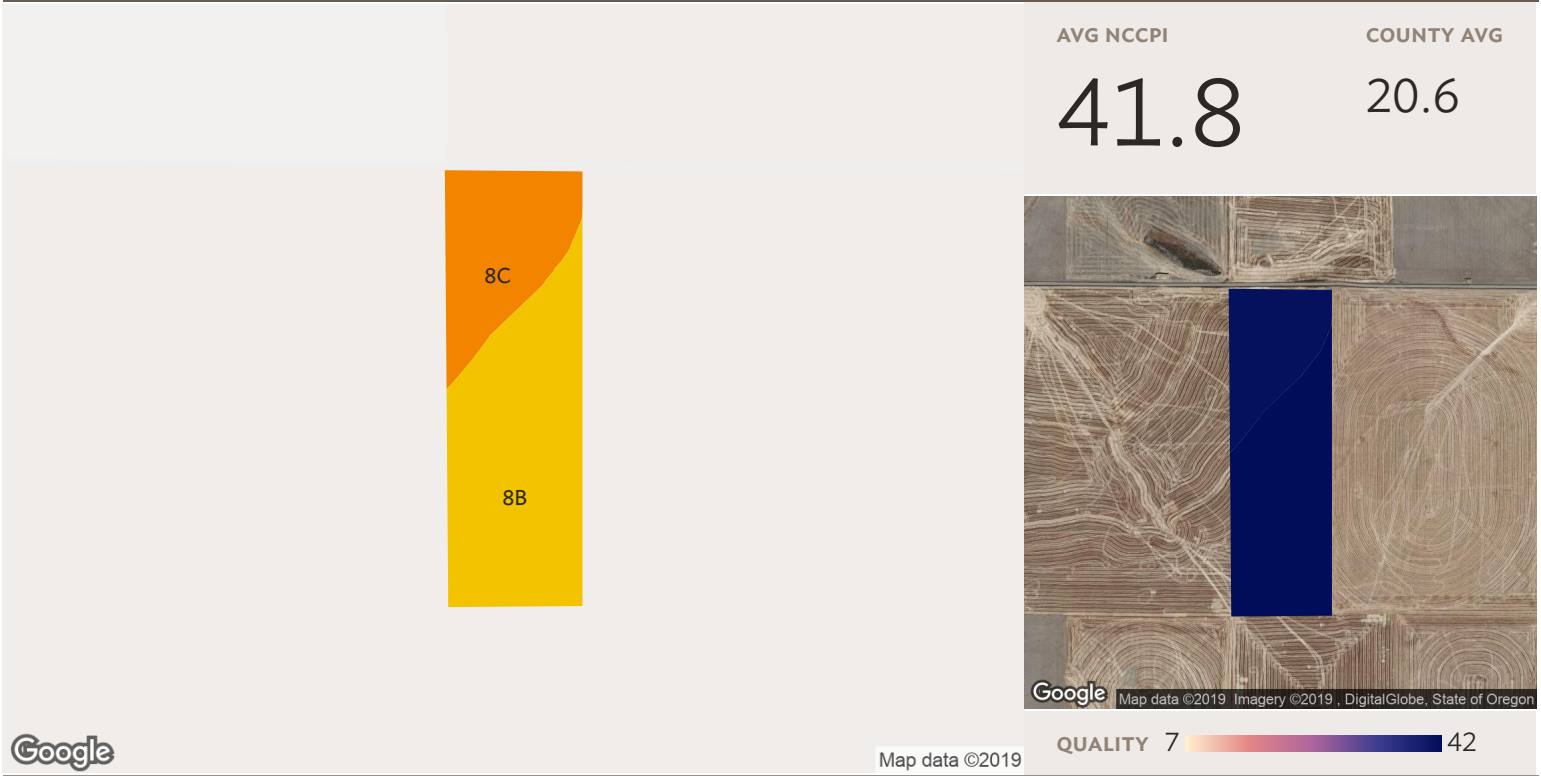 AVG NCCPI
COUNTY AVG
41.8
20.6
8C
8B
Google
Map data ©2019
Google
Map data ©2019 Imagery ©2019 , DigitalGlobe, State of Oregon
QUALITY 7 42